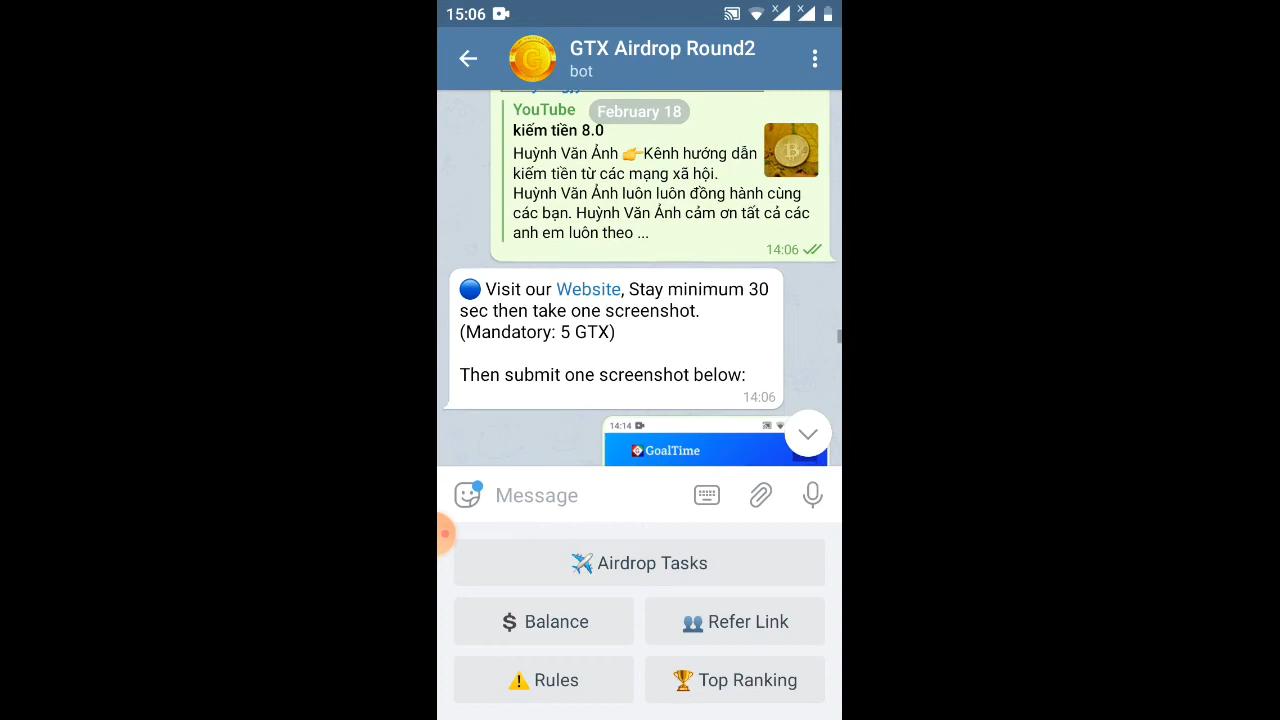 15:06
GTX Airdrop Round2
bot
YouTube
February 18
kiếm tiền 8.0
Huỳnh Văn Ảnh 👉Kênh hướng dẫn
kiếm tiền từ các mạng xã hội.
Huỳnh Văn Ảnh luôn luôn đồng hành cùng
các bạn. Huỳnh Văn Ảnh cảm ơn tất cả các
anh em luôn theo ...
14:06
🔵 Visit our Website, Stay minimum 30
sec then take one screenshot.
(Mandatory: 5 GTX)
Then submit one screenshot below:
14:06
14:14
GoalTime
Message
✈️ Airdrop Tasks
$ Balance
👥 Refer Link
⚠️ Rules
🏆 Top Ranking